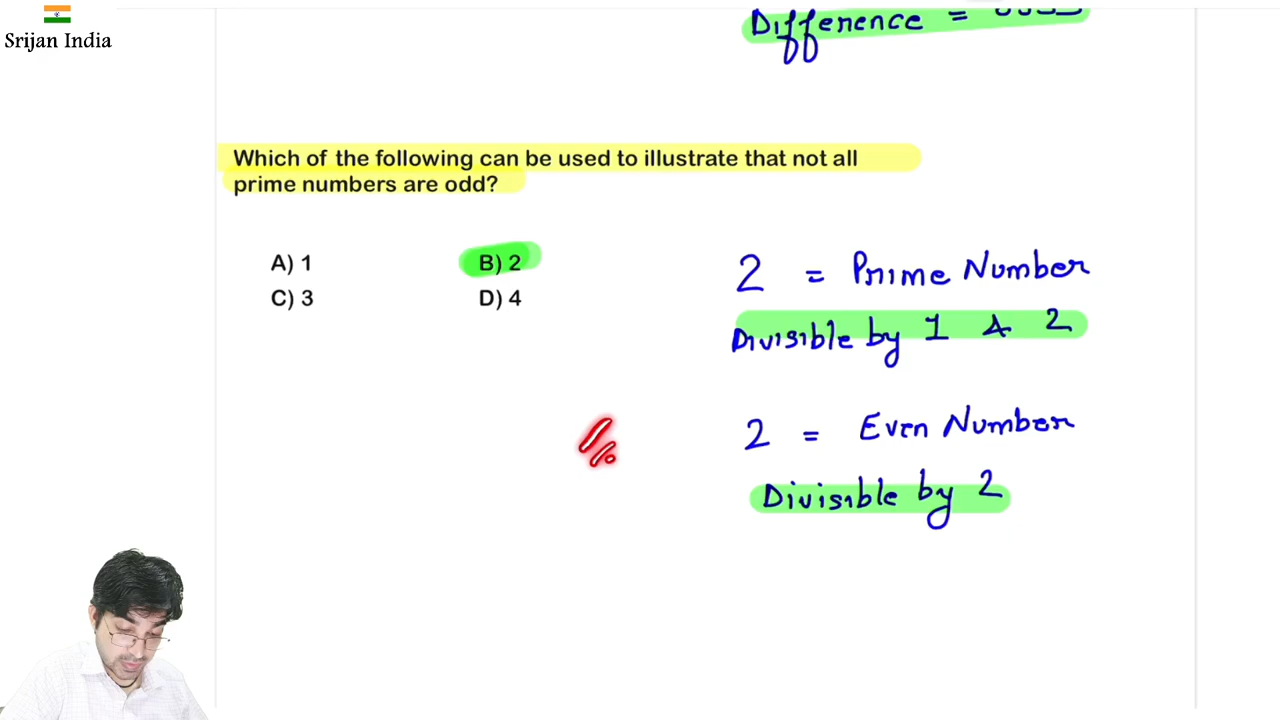 Srijan India
Difference =
Which of the following can be used to illustrate that not all
prime numbers are odd?
A) 1
B) 2
C) 3
D) 4
2 = Prime Number
Divisible by 1 & 2
2 = Even Number
Divisible by 2